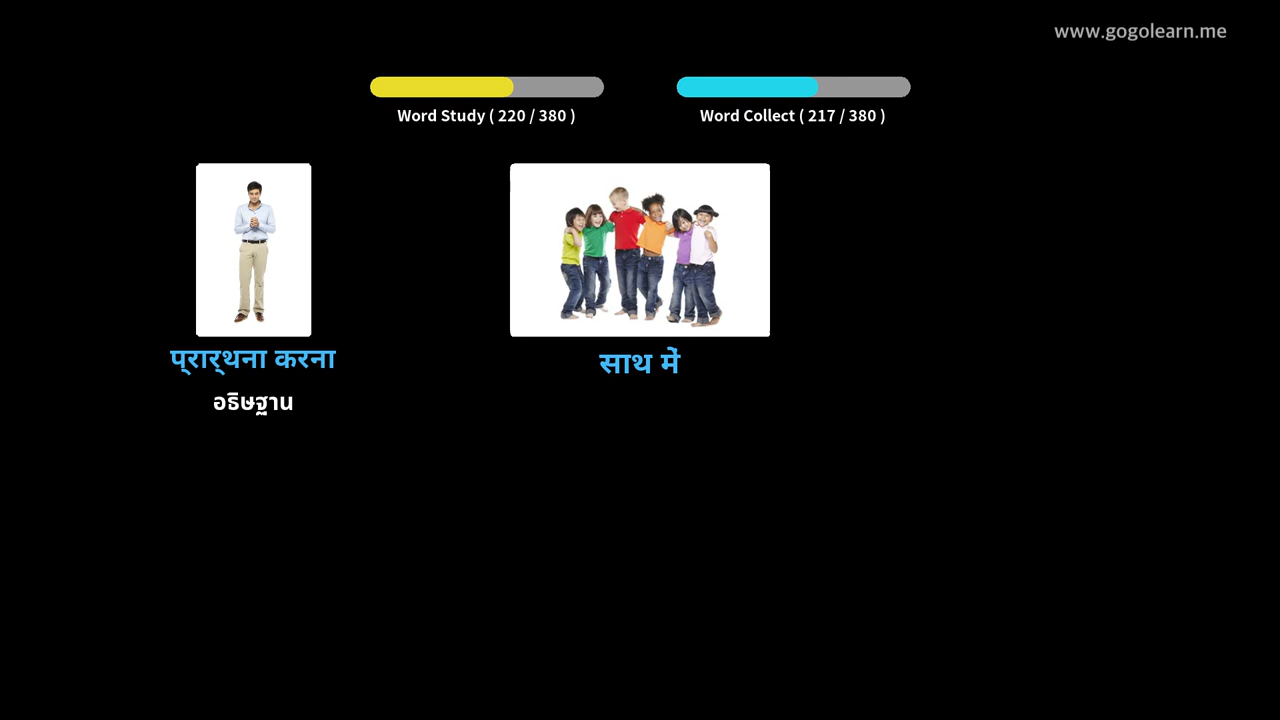 www.gogolearn.me
Word Study ( 220 / 380 )
Word Collect ( 217 / 380 )
प्रार्थना करना
साथ में
อธิษฐาน